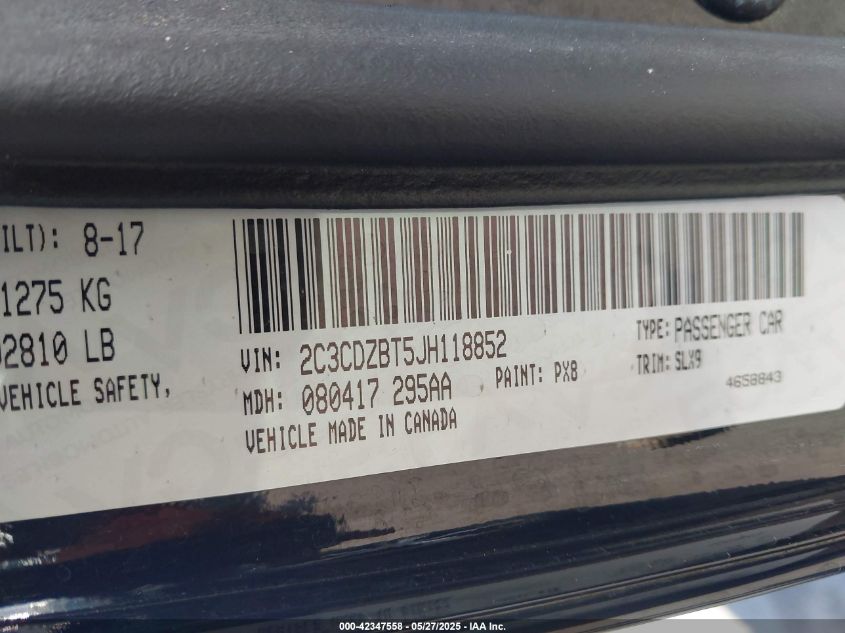 ILT): 8-17
1275 KG
2810 LB
VEHICLE SAFETY,
VIN: 2C3CDZBT5JH118852
TYPE: PASSENGER CAR
MDH: 080417 295AA
PAINT: PX8
TRIM: SLX9
VEHICLE MADE IN CANADA
4658843
000-42347558 - 05/27/2025 - IAA Inc.